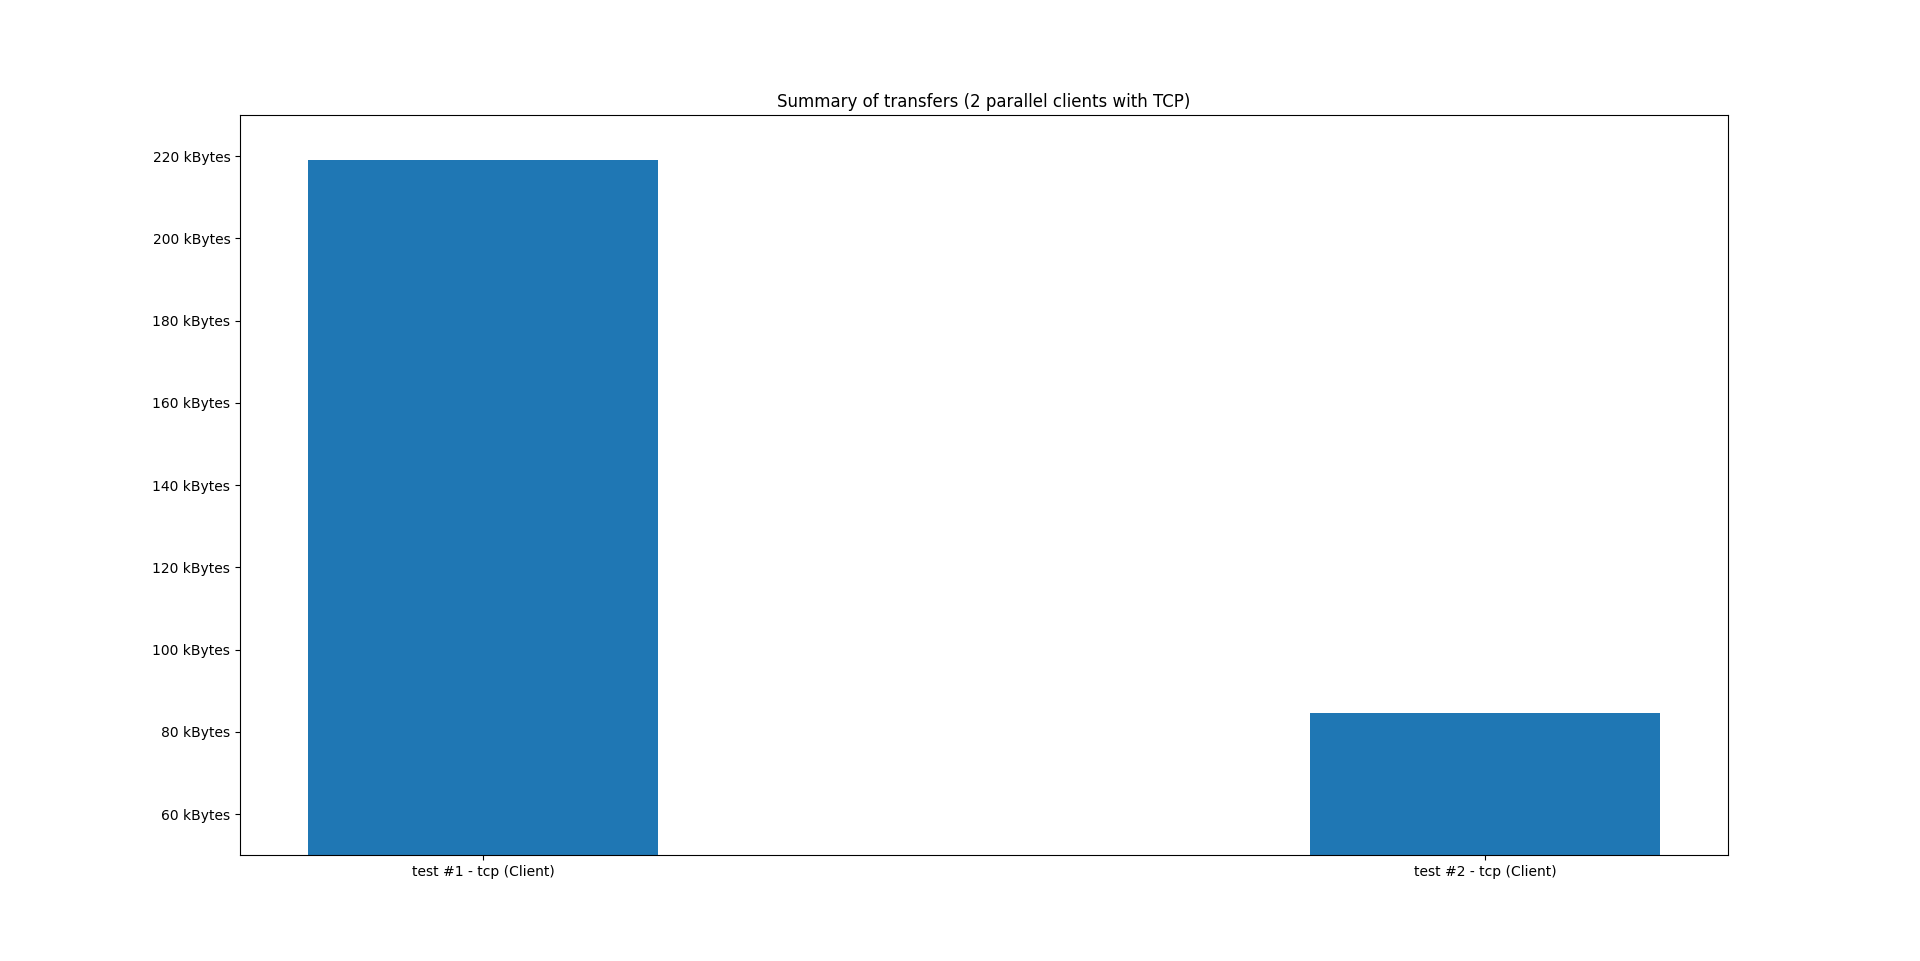 Summary of transfers (2 parallel clients with TCP)
220 kBytes
200 kBytes
180 kBytes
160 kBytes
140 kBytes
120 kBytes
100 kBytes
80 kBytes
60 kBytes
test #1 - tcp (Client)
test #2 - tcp (Client)